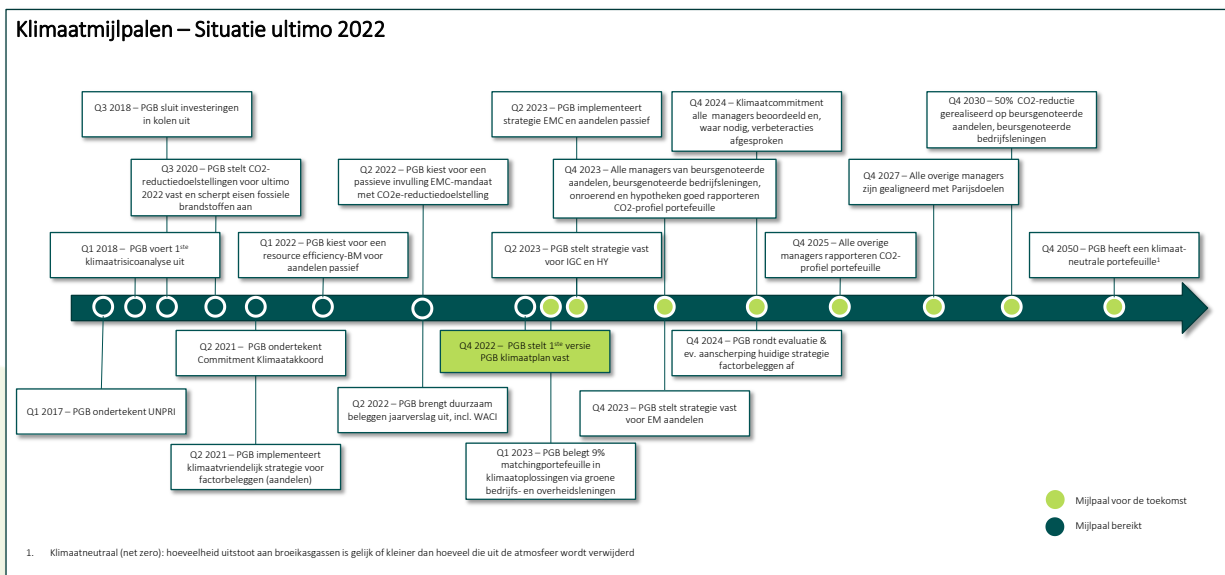 Klimaatmijlpalen – Situatie ultimo 2022
Q3 2018 – PGB sluit investeringen
in kolen uit
Q3 2020 – PGB stelt CO2-
reductiedoelstellingen voor ultimo
2022 vast en scherpt eisen fossiele
brandstoffen aan
Q1 2018 – PGB voert 1ste
klimaatrisicoanalyse uit
Q1 2022 – PGB kiest voor een
resource efficiency-BM voor
aandelen passief
Q2 2022 – PGB kiest voor een
passieve invulling EMC-mandaat
met CO2e-reductiedoelstelling
Q2 2023 – PGB implementeert
strategie EMC en aandelen passief
Q4 2023 – Alle managers van beursgenoteerde
aandelen, beursgenoteerde bedrijfsleningen,
onroerend en hypotheken goed rapporteren
CO2-profiel portefeuille
Q2 2023 – PGB stelt strategie vast
voor IGC en HY
Q4 2024 – Klimaatcommitment
alle managers beoordeeld en,
waar nodig, verbeteracties
afgesproken
Q4 2025 – Alle overige
managers rapporteren CO2-
profiel portefeuille
Q4 2030 – 50% CO2-reductie
gerealiseerd op beursgenoteerde
aandelen, beursgenoteerde
bedrijfsleningen
Q4 2027 – Alle overige managers
zijn gealigneerd met Parijsdoelen
Q4 2050 – PGB heeft een klimaat-
neutrale portefeuille1
Q1 2017 – PGB ondertekent UNPRI
Q2 2021 – PGB ondertekent
Commitment Klimaatakkoord
Q2 2021 – PGB implementeert
klimaatvriendelijk strategie voor
factorbeleggen (aandelen)
Q2 2022 – PGB brengt duurzaam
beleggen jaarverslag uit, incl. WACI
Q4 2022 – PGB stelt 1ste versie
PGB klimaatplan vast
Q1 2023 – PGB belegt 9%
matchingportefeuille in
klimaatoplossingen via groene
bedrijfs- en overheidsleningen
Q4 2023 – PGB stelt strategie vast
voor EM aandelen
Q4 2024 – PGB rondt evaluatie &
ev. aanscherping huidige strategie
factorbeleggen af
Mijlpaal voor de toekomst
Mijlpaal bereikt
1. Klimaatneutraal (net zero): hoeveelheid uitstoot aan broeikasgassen is gelijk of kleiner dan hoeveel die uit de atmosfeer wordt verwijderd